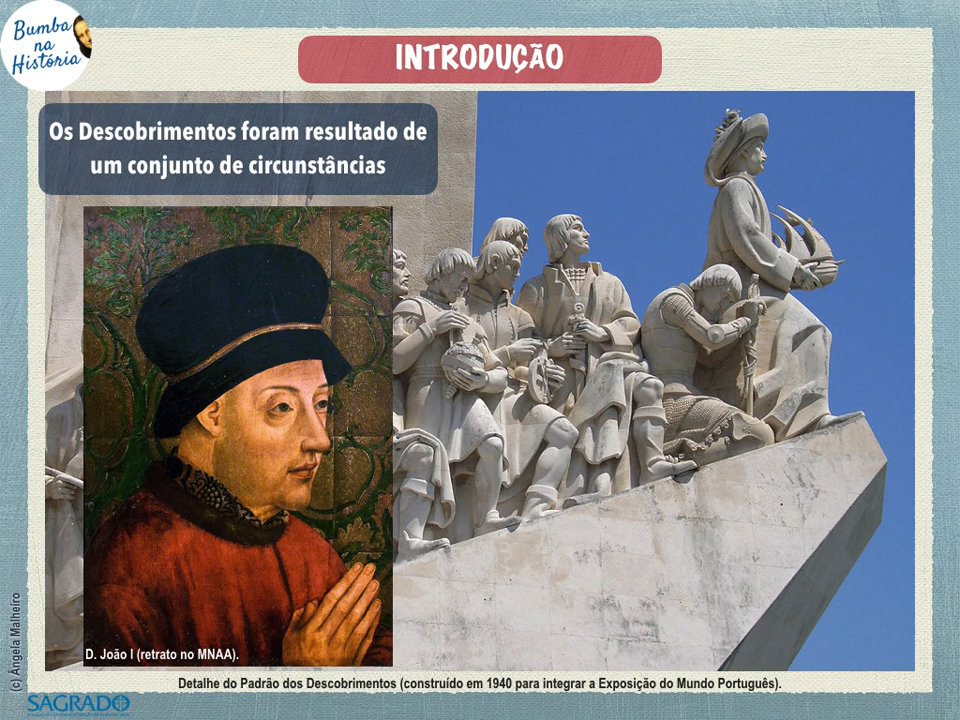 Bumba
na
História
INTRODUÇÃO
Os Descobrimentos foram resultado de
um conjunto de circunstâncias
D. João I (retrato no MNAA).
(c) Ângela Malheiro
Detalhe do Padrão dos Descobrimentos (construído em 1940 para integrar a Exposição do Mundo Português).
SAGRADO